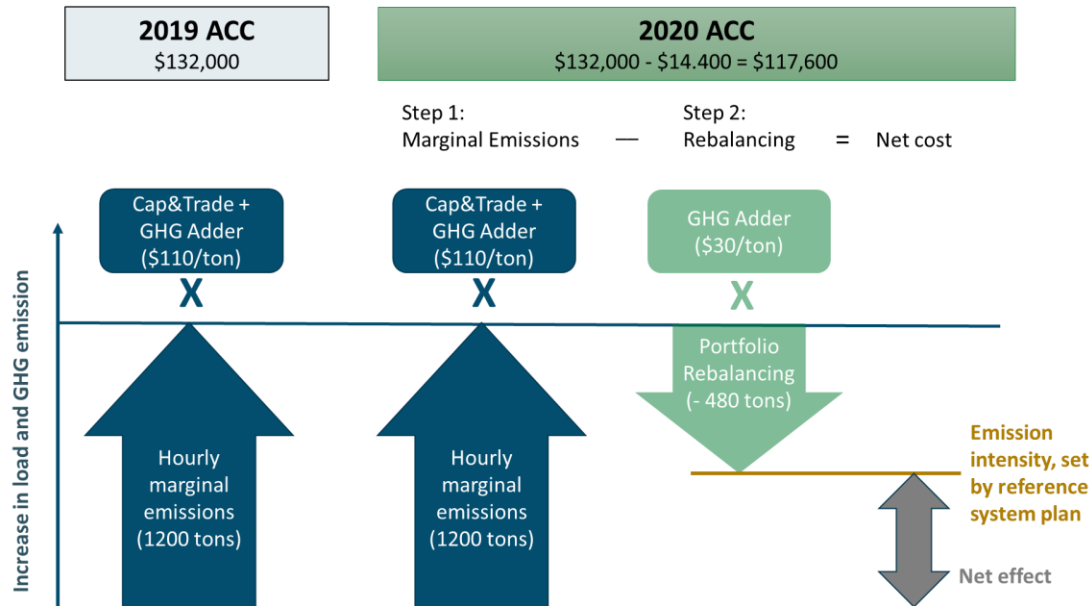 2019 ACC
$132,000
2020 ACC
$132,000 - $14.400 = $117,600
Step 1:
Marginal Emissions
—
Step 2:
Rebalancing
=
Net cost
Cap&Trade +
GHG Adder
($110/ton)
X
Cap&Trade +
GHG Adder
($110/ton)
X
GHG Adder
($30/ton)
X
Increase in load and GHG emission
Hourly
marginal
emissions
(1200 tons)
Hourly
marginal
emissions
(1200 tons)
Portfolio
Rebalancing
(- 480 tons)
Emission
intensity, set
by reference
system plan
Net effect